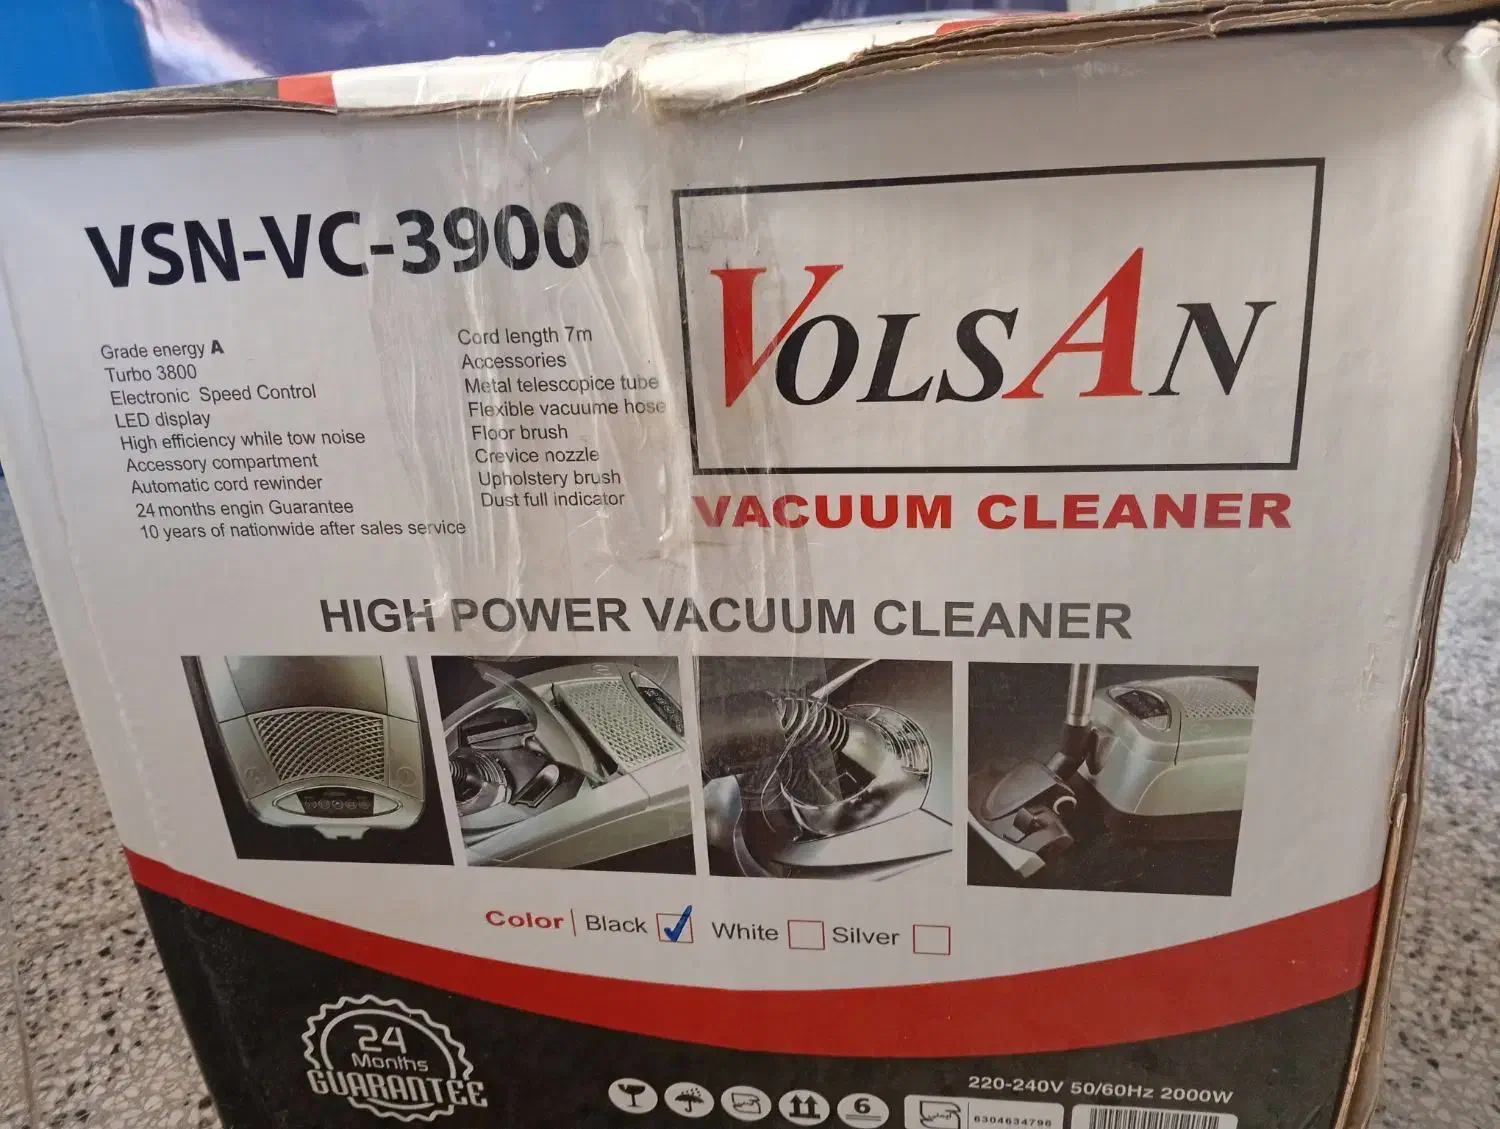 VSN-VC-3900
Grade energy A
Turbo 3800
Electronic Speed Control
LED display
High efficiency while tow noise
Accessory compartment
Automatic cord rewinder
24 months engin Guarantee
10 years of nationwide after sales service
Cord length 7m
Accessories
Metal telescopice tube
Flexible vacuume hose
Floor brush
Crevice nozzle
Upholstery brush
Dust full indicator
VOLSAN
VACUUM CLEANER
HIGH POWER VACUUM CLEANER
Color | Black White Silver
24
Months
GUARANTEE
220-240V 50/60Hz 2000W
6
6304634796